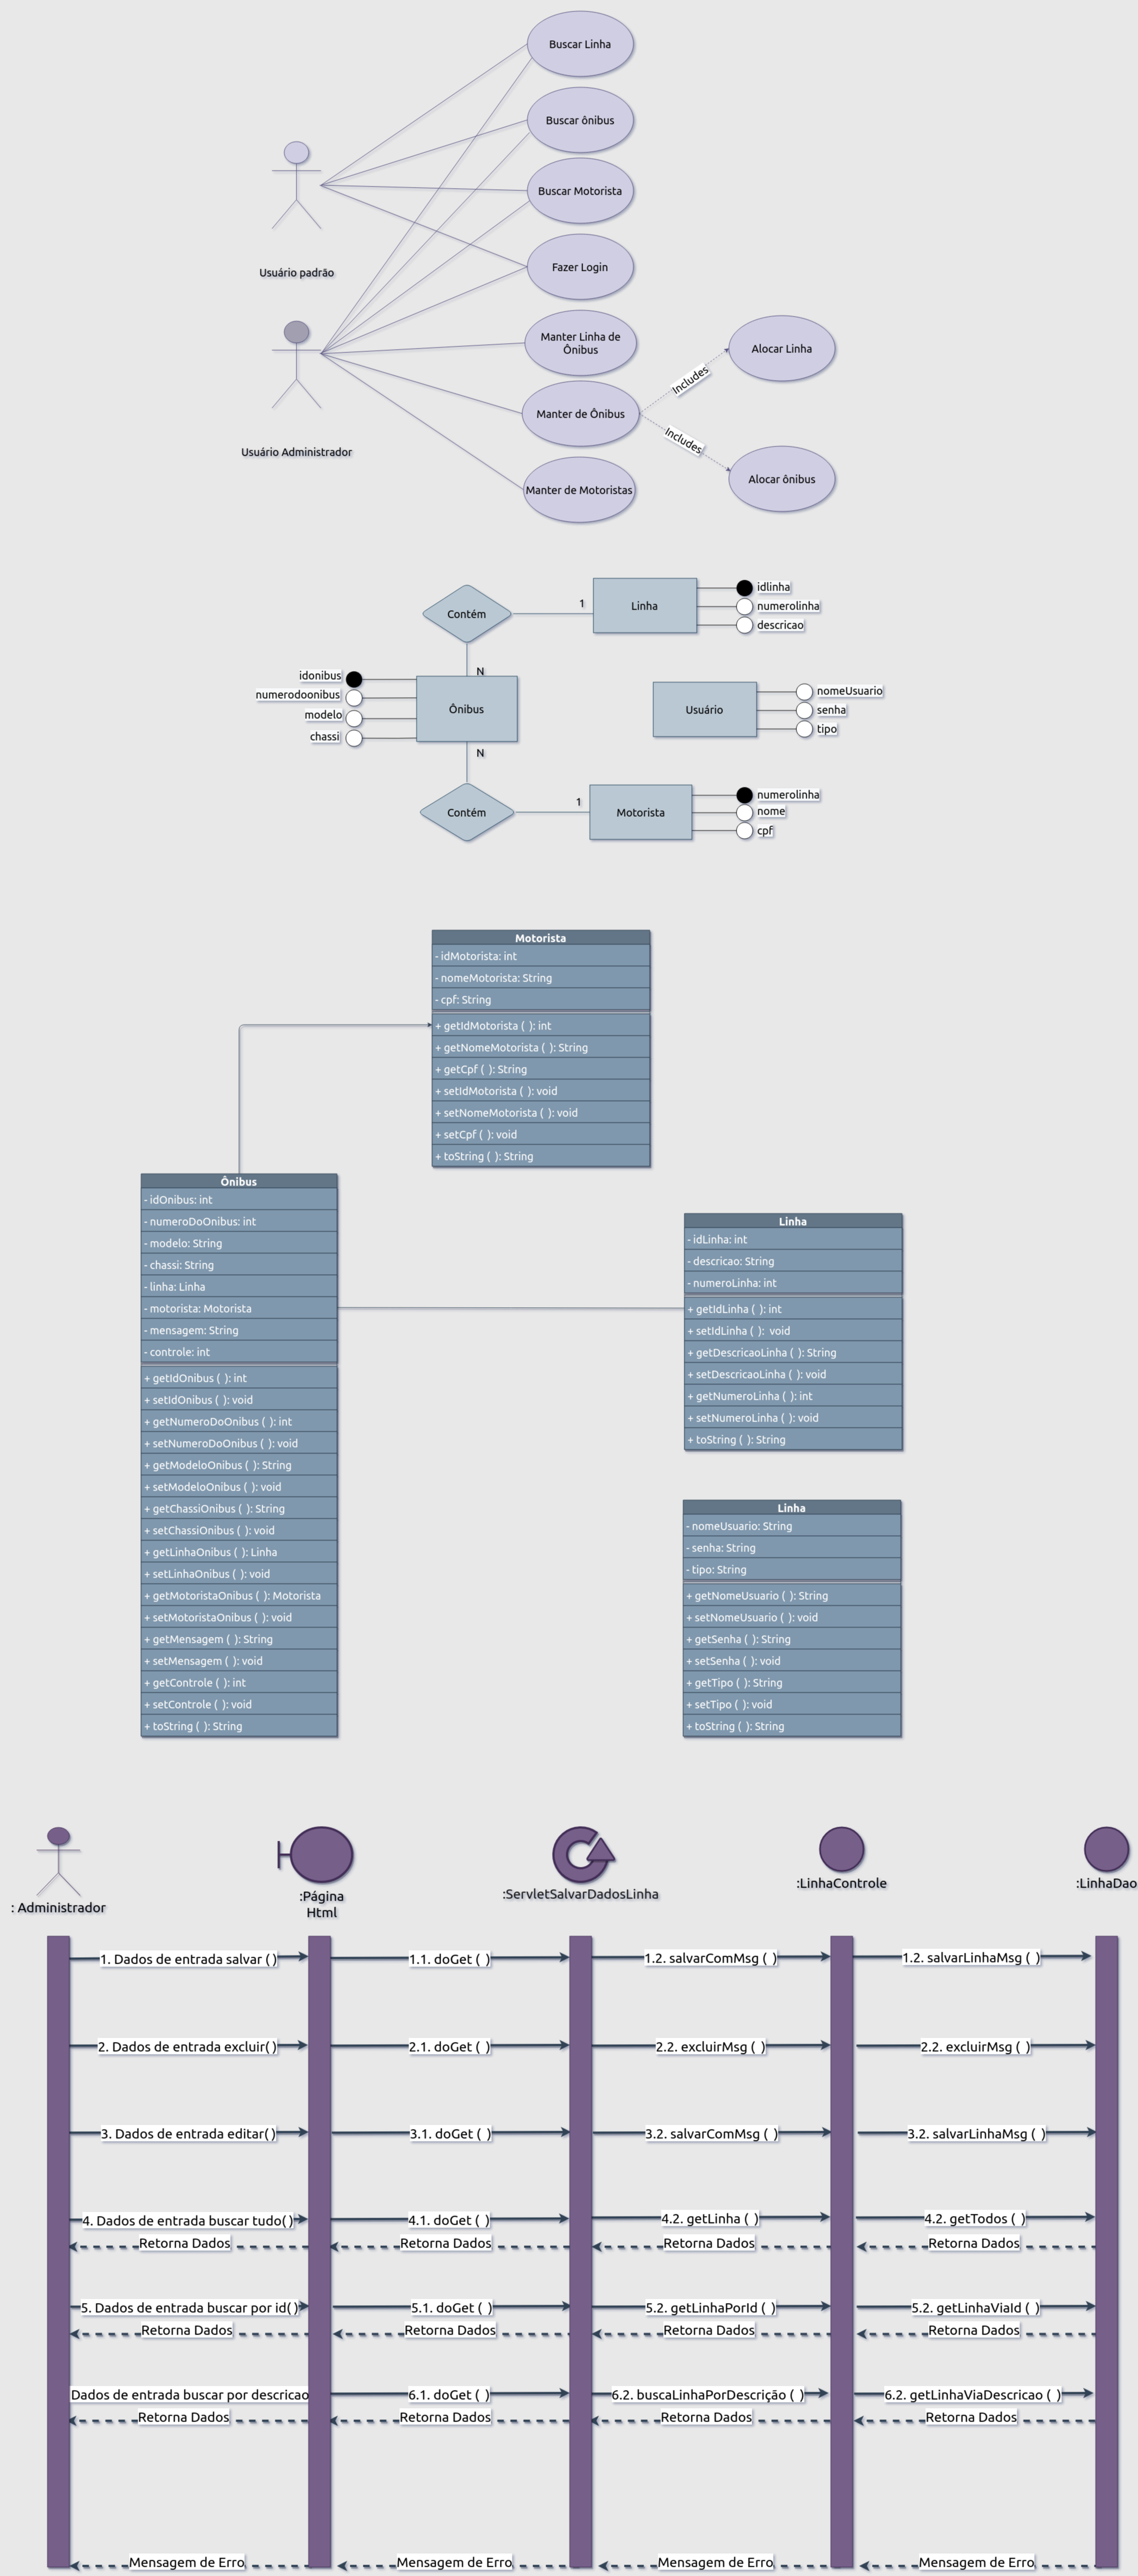 Buscar Linha
Buscar ônibus
Buscar Motorista
Usuário padrão
Fazer Login
Manter Linha de
Ônibus
Alocar Linha
Includes
Manter de Ônibus
Includes
Usuário Administrador
Alocar ônibus
Manter de Motoristas
Contém
1
Linha
idlinha
numerolinha
descricao
N
idonibus
numerodoonibus
modelo
chassi
Ônibus
Usuário
nomeUsuario
senha
tipo
N
Contém
1
Motorista
numerolinha
nome
cpf
Motorista
- idMotorista: int
- nomeMotorista: String
- cpf: String
+ getIdMotorista ( ): int
+ getNomeMotorista ( ): String
+ getCpf ( ): String
+ setIdMotorista ( ): void
+ setNomeMotorista ( ): void
+ setCpf ( ): void
+ toString ( ): String
Ônibus
- idOnibus: int
- numeroDoOnibus: int
- modelo: String
- chassi: String
- linha: Linha
- motorista: Motorista
- mensagem: String
- controle: int
+ getIdOnibus ( ): int
+ setIdOnibus ( ): void
+ getNumeroDoOnibus ( ): int
+ setNumeroDoOnibus ( ): void
+ getModeloOnibus ( ): String
+ setModeloOnibus ( ): void
+ getChassiOnibus ( ): String
+ setChassiOnibus ( ): void
+ getLinhaOnibus ( ): Linha
+ setLinhaOnibus ( ): void
+ getMotoristaOnibus ( ): Motorista
+ setMotoristaOnibus ( ): void
+ getMensagem ( ): String
+ setMensagem ( ): void
+ getControle ( ): int
+ setControle ( ): void
+ toString ( ): String
Linha
- idLinha: int
- descricao: String
- numeroLinha: int
+ getIdLinha ( ): int
+ setIdLinha ( ):  void
+ getDescricaoLinha ( ): String
+ setDescricaoLinha ( ): void
+ getNumeroLinha ( ): int
+ setNumeroLinha ( ): void
+ toString ( ): String
Linha
- nomeUsuario: String
- senha: String
- tipo: String
+ getNomeUsuario ( ): String
+ setNomeUsuario ( ): void
+ getSenha ( ): String
+ setSenha ( ): void
+ getTipo ( ): String
+ setTipo ( ): void
+ toString ( ): String
: Administrador
:Página
Html
:ServletSalvarDadosLinha
:LinhaControle
:LinhaDao
1. Dados de entrada salvar ( )
1.1. doGet ( )
1.2. salvarComMsg ( )
1.2. salvarLinhaMsg ( )
2. Dados de entrada excluir( )
2.1. doGet ( )
2.2. excluirMsg ( )
2.2. excluirMsg ( )
3. Dados de entrada editar( )
3.1. doGet ( )
3.2. salvarComMsg ( )
3.2. salvarLinhaMsg ( )
4. Dados de entrada buscar tudo( )
4.1. doGet ( )
4.2. getLinha ( )
4.2. getTodos ( )
Retorna Dados
Retorna Dados
Retorna Dados
Retorna Dados
5. Dados de entrada buscar por id( )
5.1. doGet ( )
5.2. getLinhaPorId ( )
5.2. getLinhaViaId ( )
Retorna Dados
Retorna Dados
Retorna Dados
Retorna Dados
Dados de entrada buscar por descricao
6.1. doGet ( )
6.2. buscaLinhaPorDescrição ( )
6.2. getLinhaViaDescricao ( )
Retorna Dados
Retorna Dados
Retorna Dados
Retorna Dados
Mensagem de Erro
Mensagem de Erro
Mensagem de Erro
Mensagem de Erro